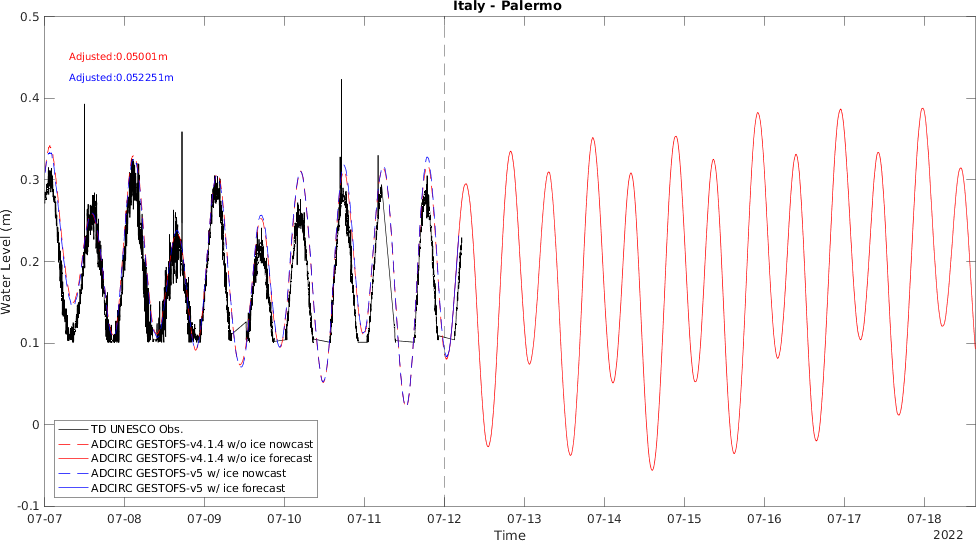 Italy - Palermo
0.5
Adjusted:0.05001m
Adjusted:0.052251m
0.4
0.3
0.2
0.1
0
-0.1
Water Level (m)
TD UNESCO Obs.
ADCIRC GESTOFS-v4.1.4 w/o ice nowcast
ADCIRC GESTOFS-v4.1.4 w/o ice forecast
ADCIRC GESTOFS-v5 w/ ice nowcast
ADCIRC GESTOFS-v5 w/ ice forecast
07-07 07-08 07-09 07-10 07-11 07-12 07-13 07-14 07-15 07-16 07-17 07-18
Time
2022